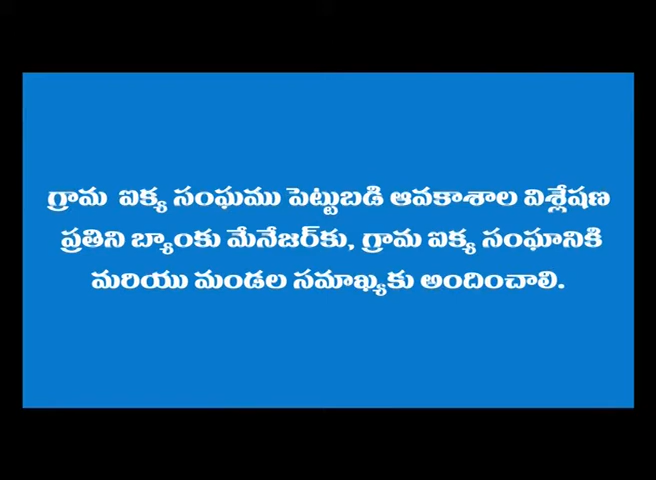 గ్రామ ఐక్య సంఘము పెట్టుబడి ఆవకాశాల విశ్లేషణ
ప్రతిని బ్యాంకు మేనేజర్‌కు, గ్రామ ఐక్య సంఘానికి
మరియు మండల సమాఖ్యకు అందించాలి.